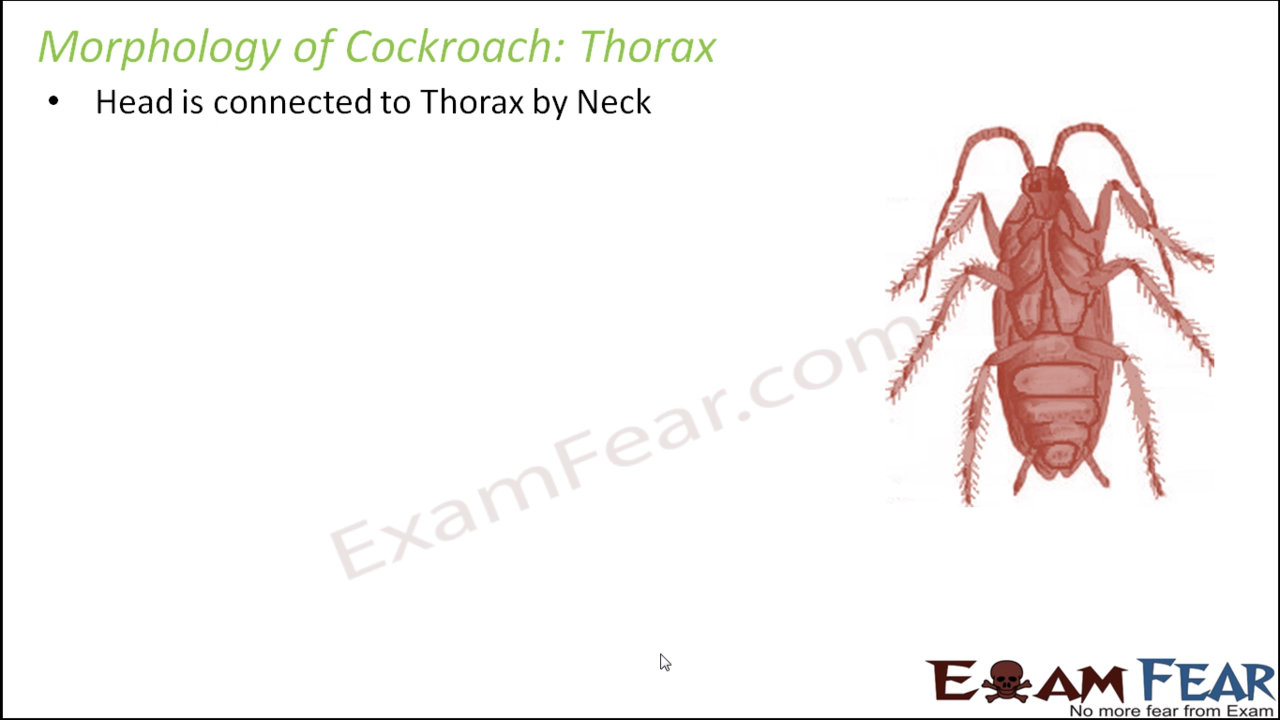 Morphology of Cockroach: Thorax
• Head is connected to Thorax by Neck
ExamFear.com
EXAM FEAR
No more fear from Exam